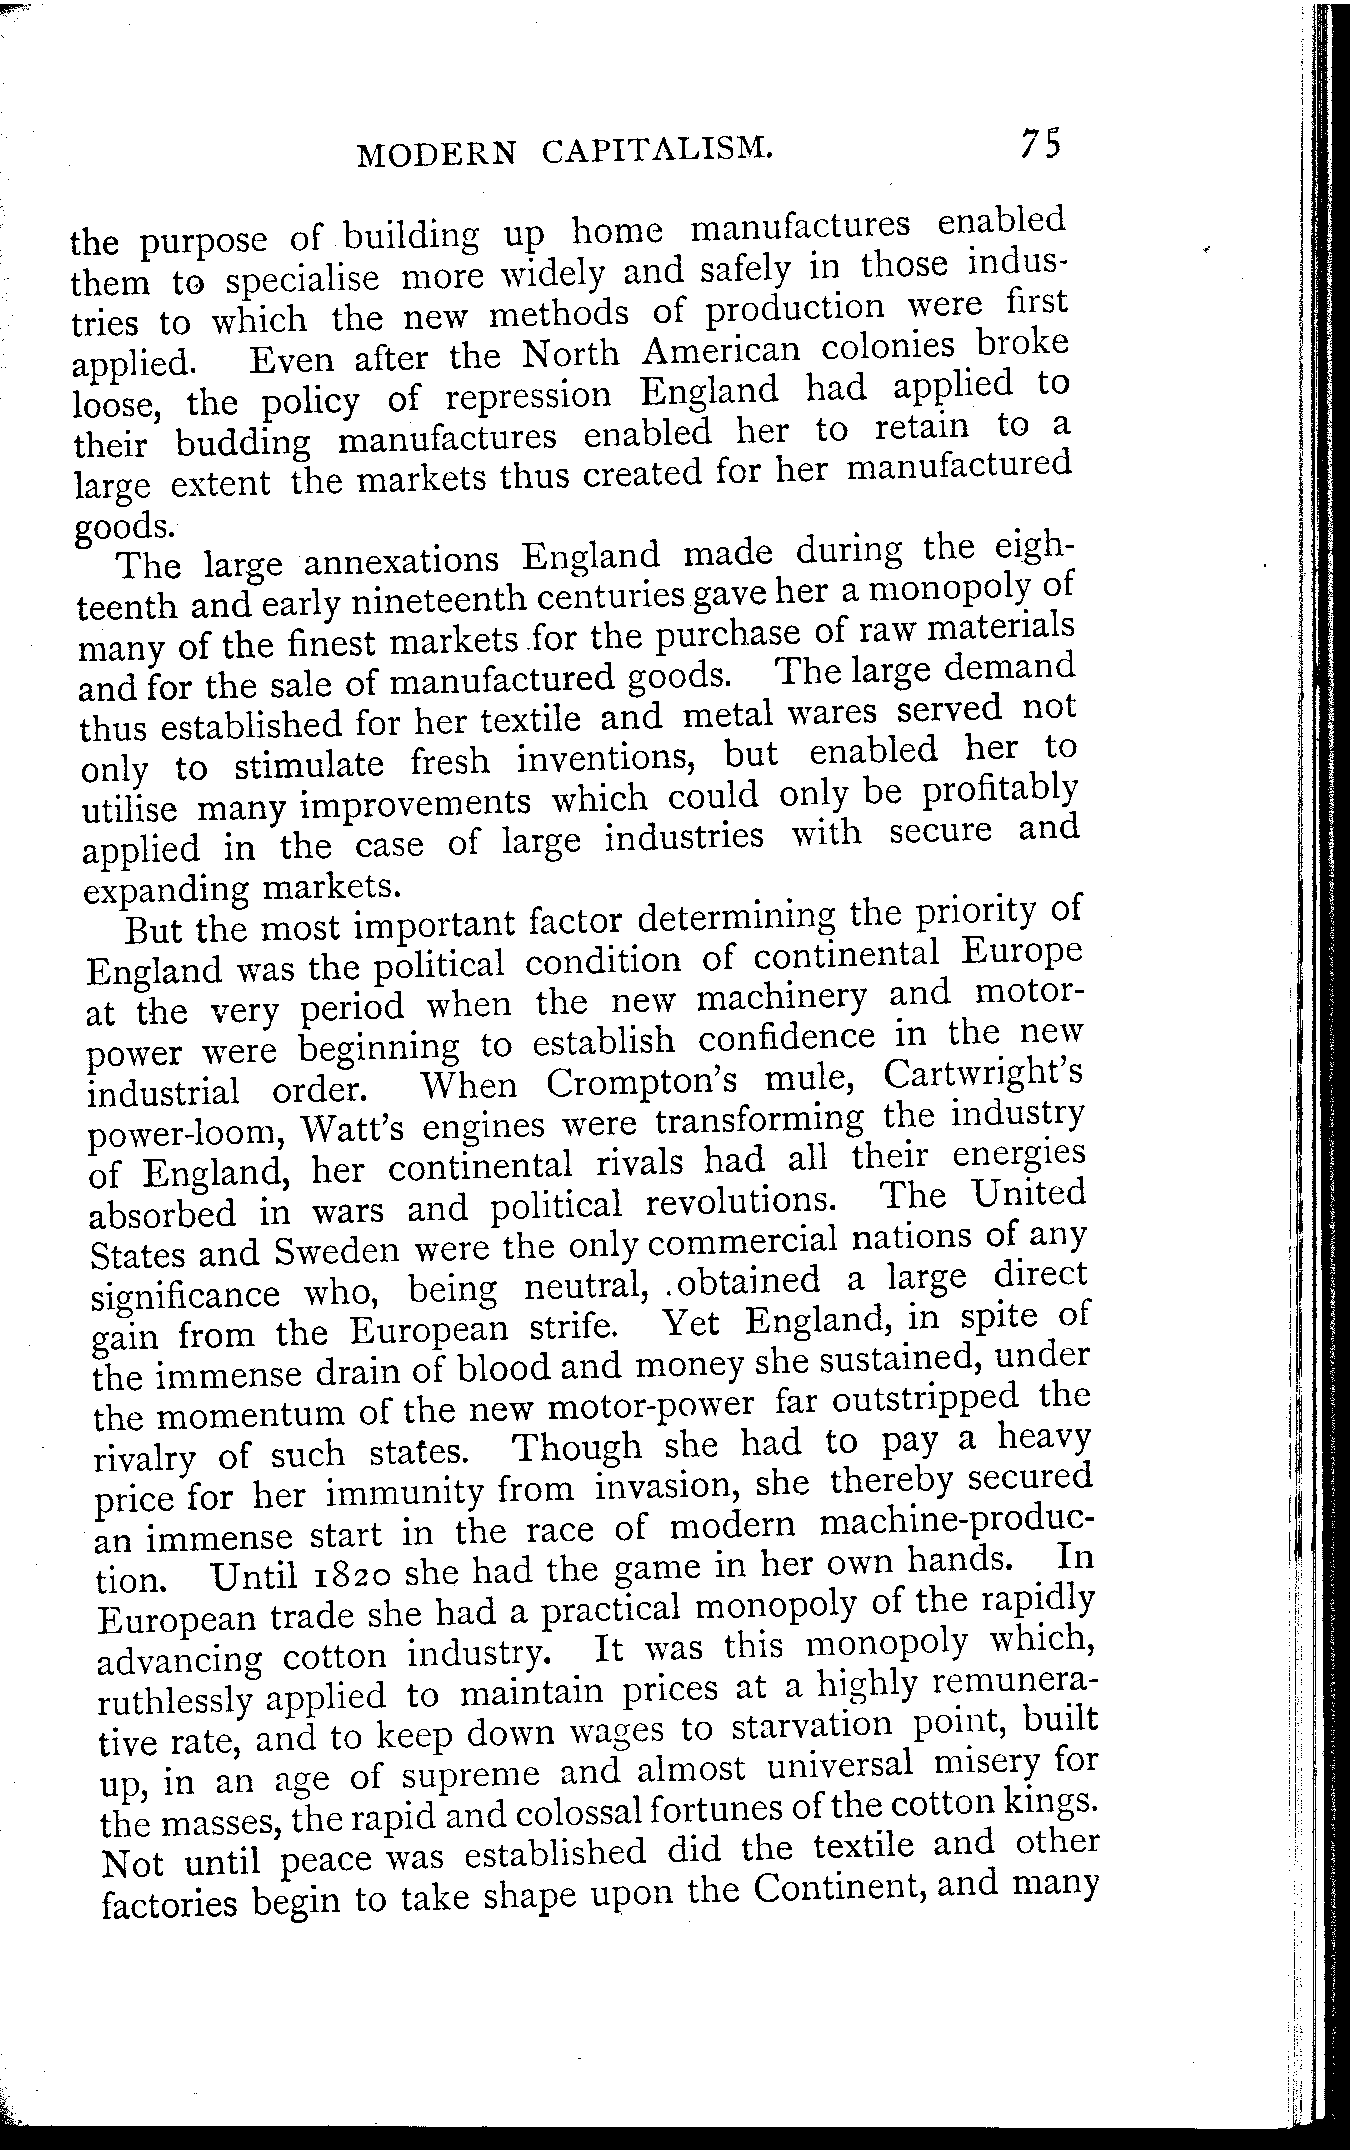 MODERN CAPITALISM. 75
the purpose of building up home manufactures enabled
them to specialise more widely and safely in those indus-
tries to which the new methods of production were first
applied. Even after the North American colonies broke
loose, the policy of repression England had applied to
their budding manufactures enabled her to retain to a
large extent the markets thus created for her manufactured
goods.
The large annexations England made during the eigh-
teenth and early nineteenth centuries gave her a monopoly of
many of the finest markets for the purchase of raw materials
and for the sale of manufactured goods. The large demand
thus established for her textile and metal wares served not
only to stimulate fresh inventions, but enabled her to
utilise many improvements which could only be profitably
applied in the case of large industries with secure and
expanding markets.
But the most important factor determining the priority of
England was the political condition of continental Europe
at the very period when the new machinery and motor-
power were beginning to establish confidence in the new
industrial order. When Crompton's mule, Cartwright's
power-loom, Watt's engines were transforming the industry
of England, her continental rivals had all their energies
absorbed in wars and political revolutions. The United
States and Sweden were the only commercial nations of any
significance who, being neutral, obtained a large direct
gain from the European strife. Yet England, in spite of
the immense drain of blood and money she sustained, under
the momentum of the new motor-power far outstripped the
rivalry of such states. Though she had to pay a heavy
price for her immunity from invasion, she thereby secured
an immense start in the race of modern machine-produc-
tion. Until 1820 she had the game in her own hands. In
European trade she had a practical monopoly of the rapidly
advancing cotton industry. It was this monopoly which,
ruthlessly applied to maintain prices at a highly remunera-
tive rate, and to keep down wages to starvation point, built
up, in an age of supreme and almost universal misery for
the masses, the rapid and colossal fortunes of the cotton kings.
Not until peace was established did the textile and other
factories begin to take shape upon the Continent, and many